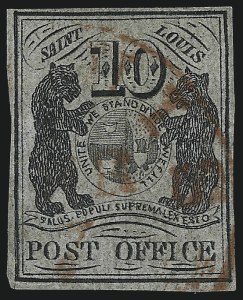 SAINT LOUIS
10
UNITED WE STAND DIVIDED WE FALL
SALUS POPULI SUPREMA LEX ESTO
POST OFFICE